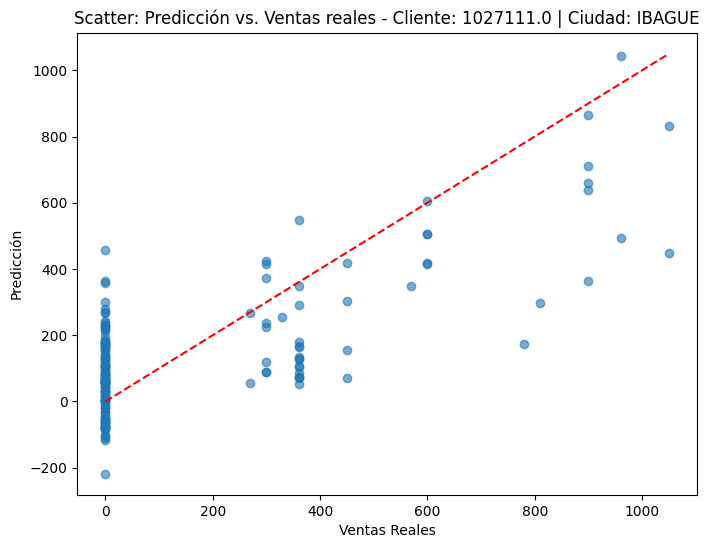 Scatter: Predicción vs. Ventas reales - Cliente: 1027111.0 | Ciudad: IBAGUE
1000
800
600
400
200
0
−200
Predicción
0 200 400 600 800 1000
Ventas Reales